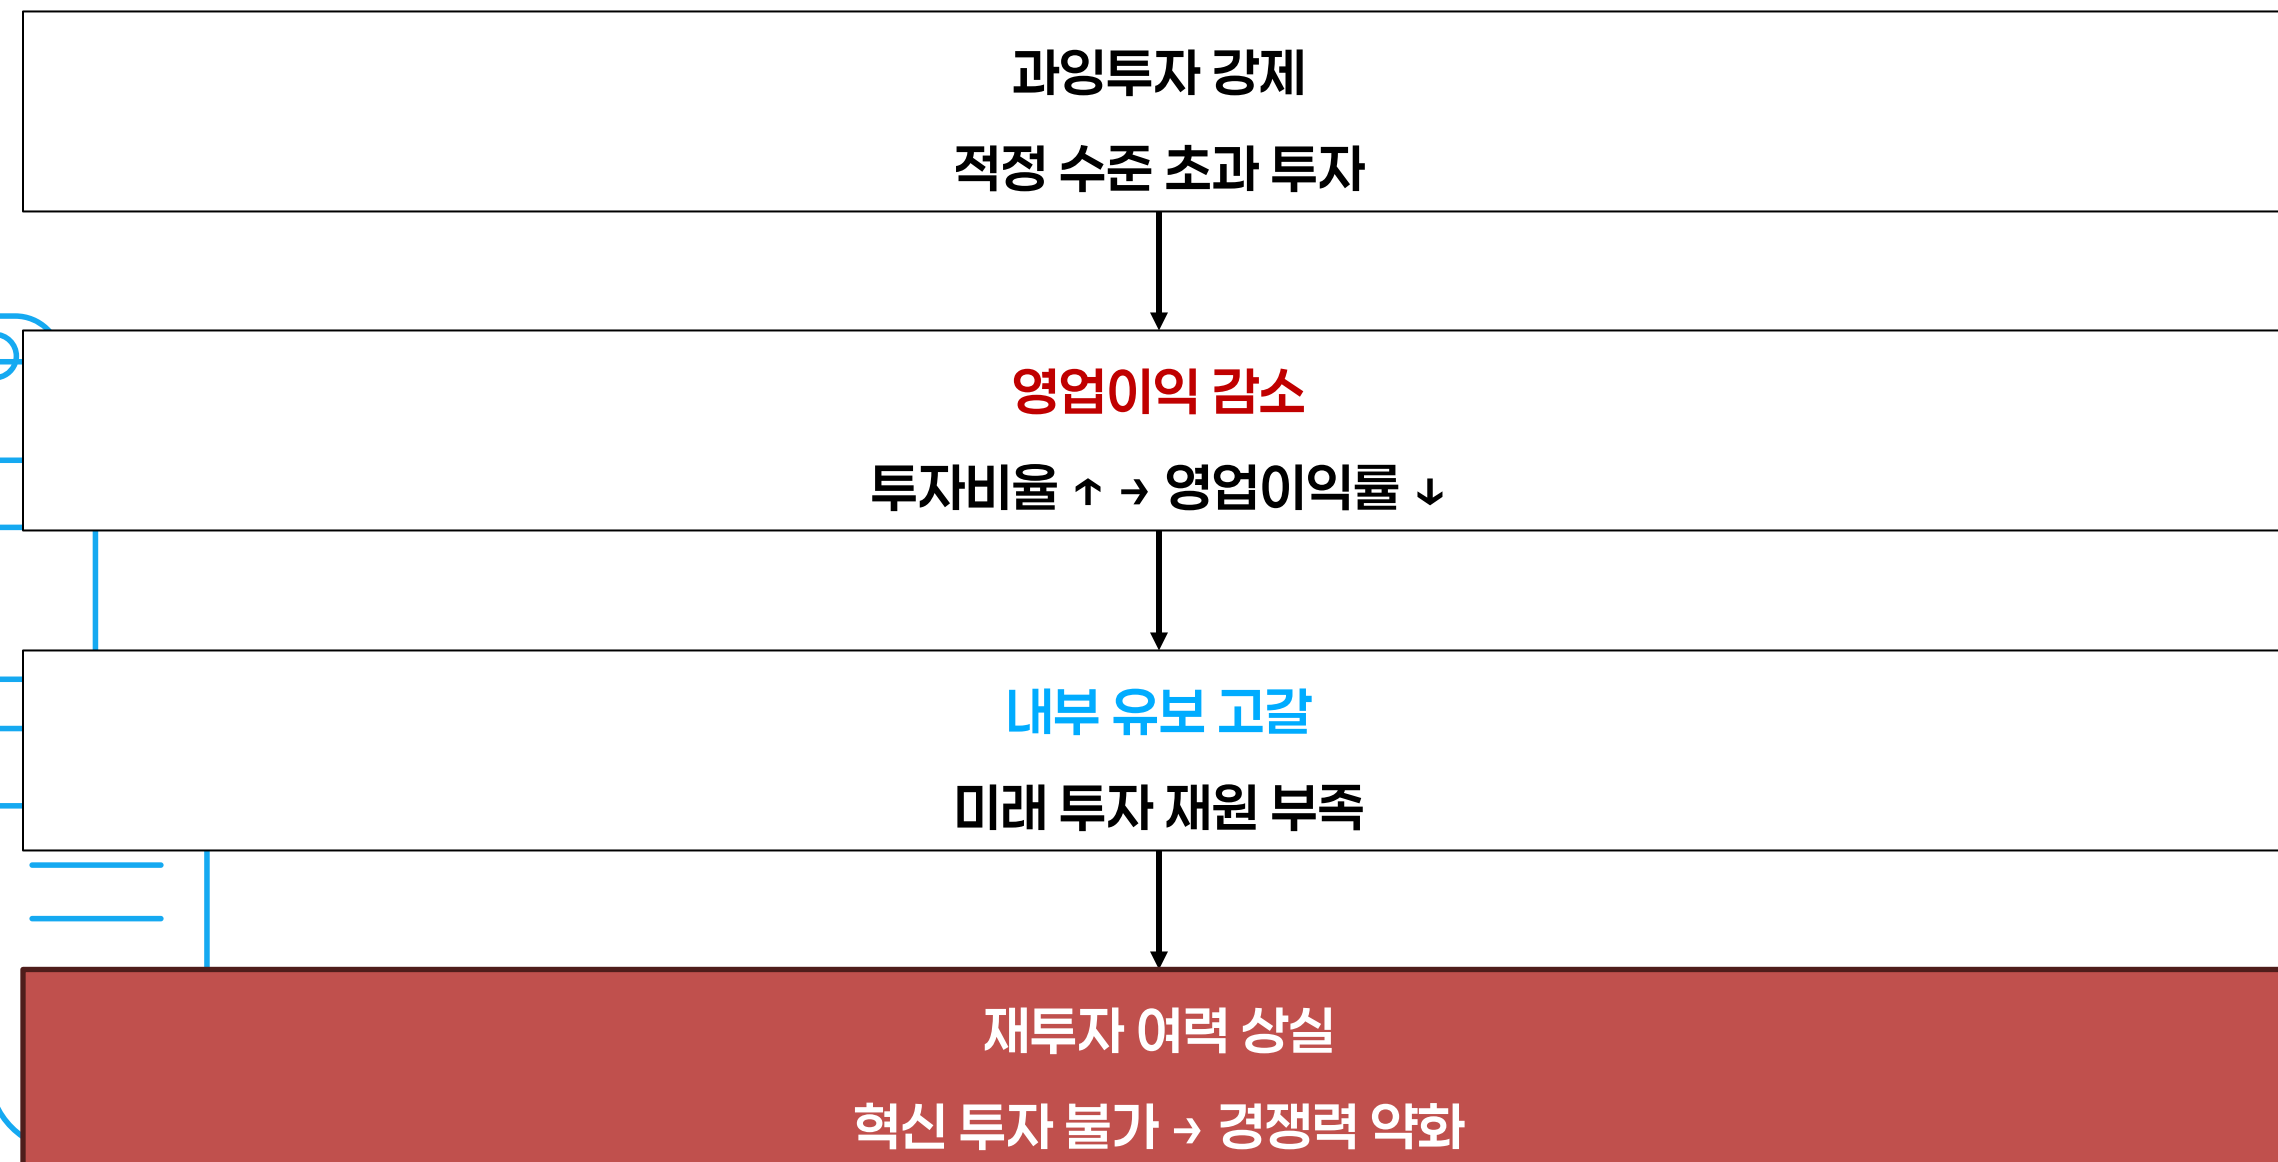 과잉투자 강제
적정 수준 초과 투자
영업이익 감소
투자비율 ↑ → 영업이익률 ↓
내부 유보 고갈
미래 투자 재원 부족
재투자 여력 상실
혁신 투자 불가 → 경쟁력 약화